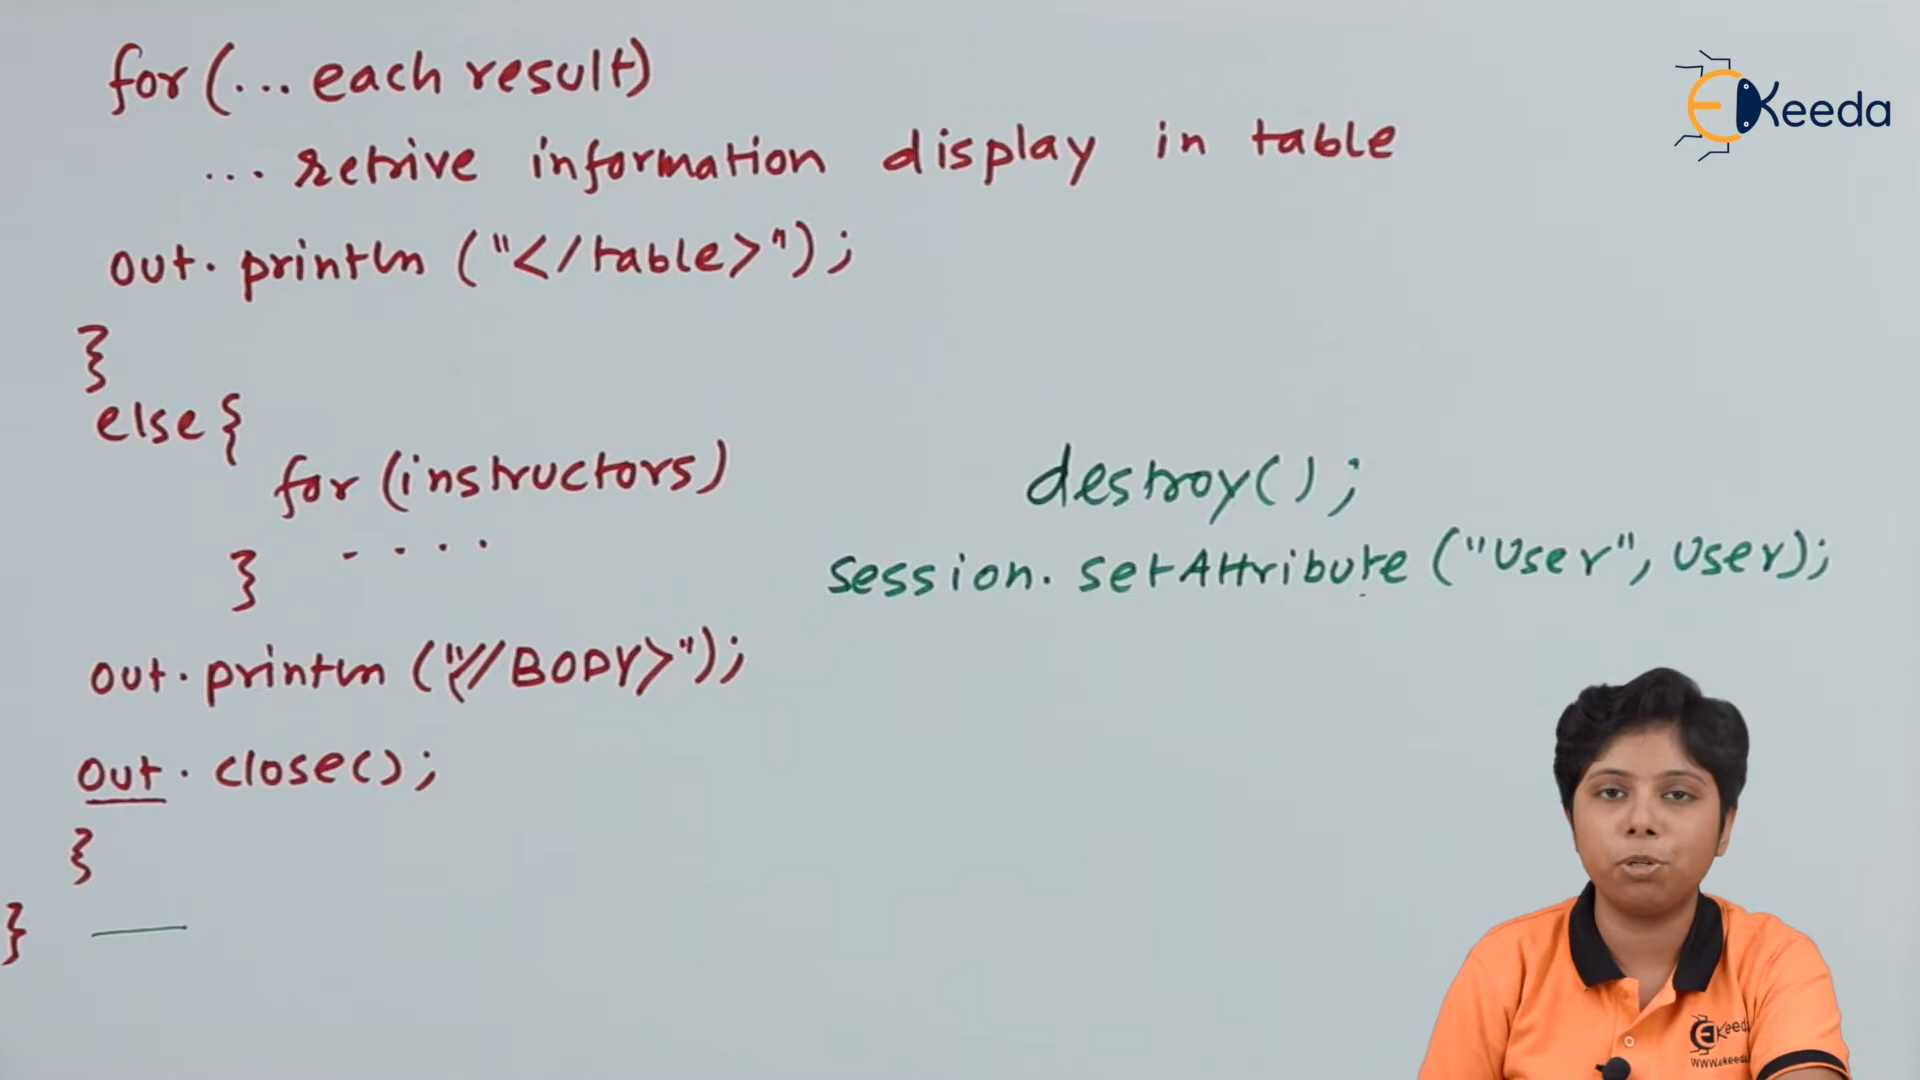 for (... each result)
... retrive information display in table
out.println ("</table>");
}
else {
for (instructors)
} ....
out.println ("//BODY>");
out.close();
}
}
destroy();
session.setAttribute ("User", User);
EKeeda